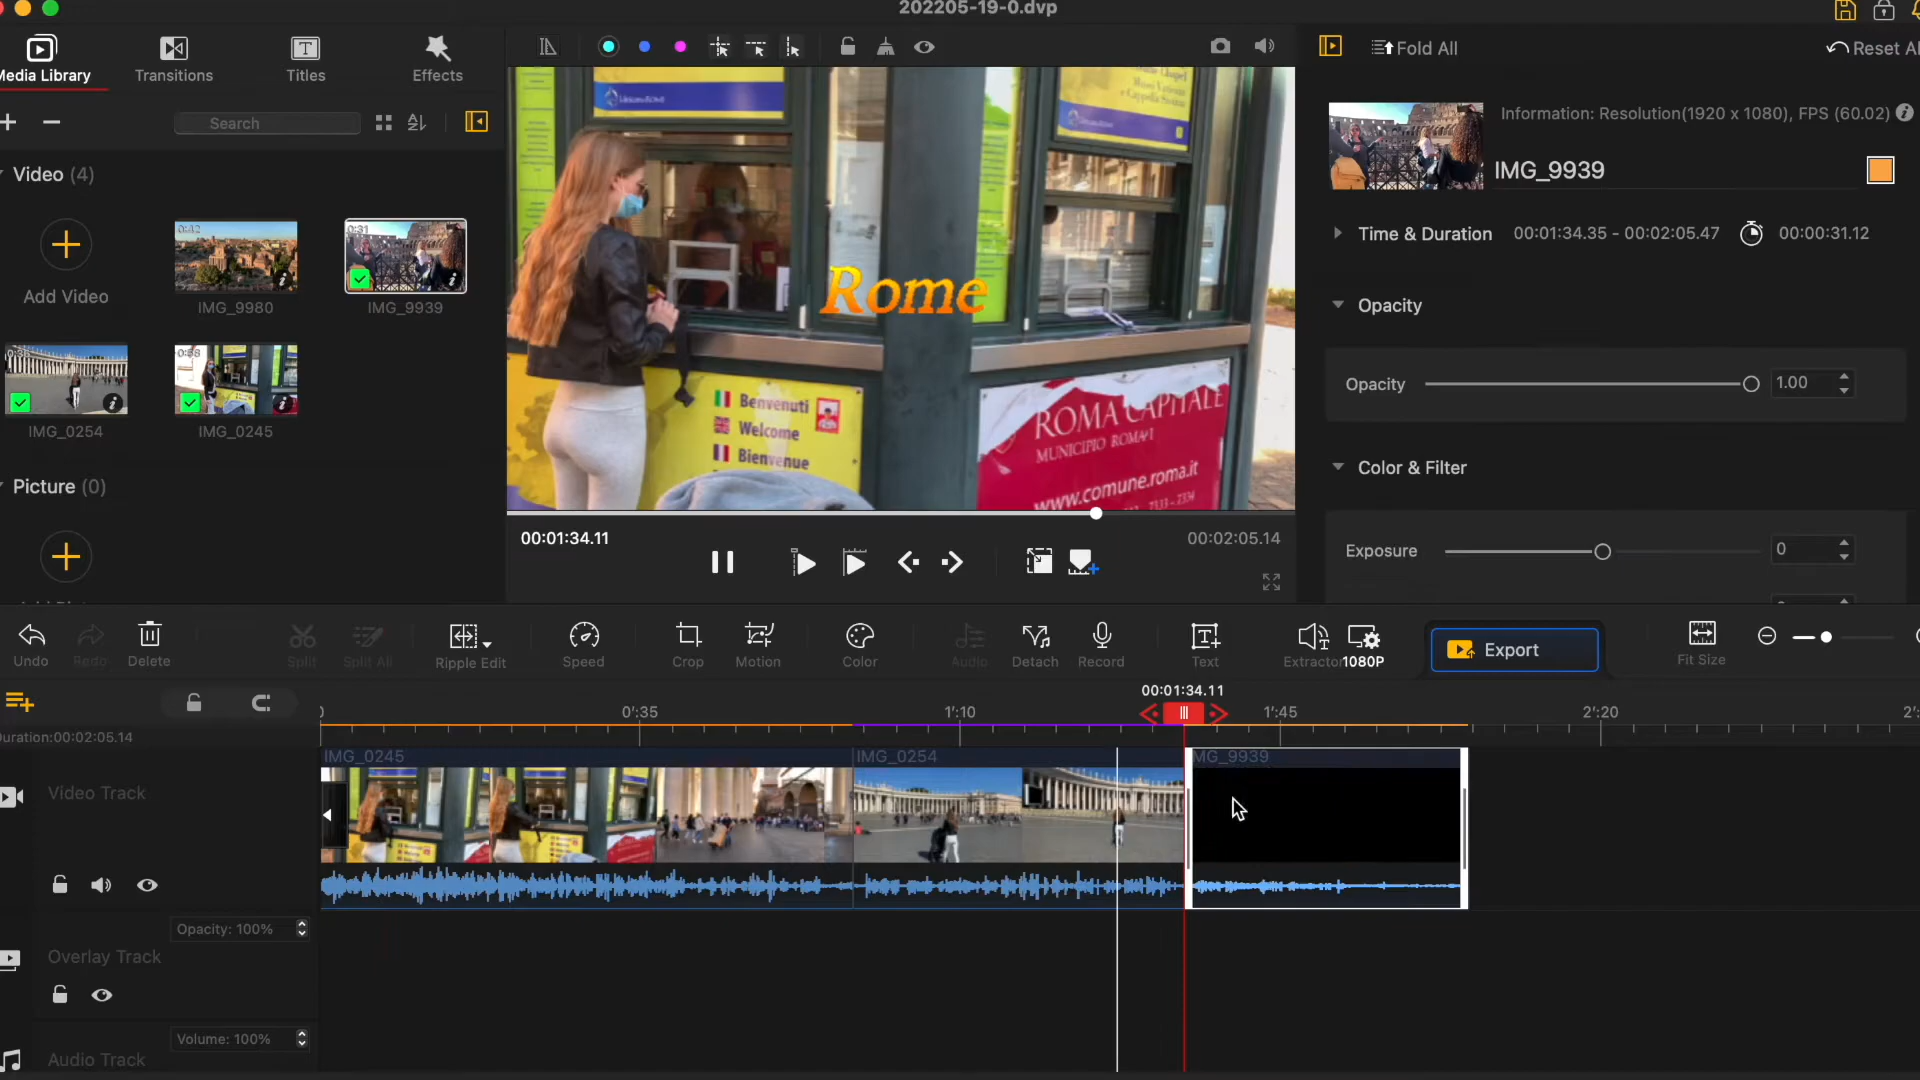 202205-19-0.dvp
Media Library
Transitions
Titles
Effects
Fold All
Reset Al
Search
Information: Resolution(1920 x 1080), FPS (60.02)
IMG_9939
Video (4)
Time & Duration
00:01:34.35 - 00:02:05.47
00:00:31.12
0:42
0:31
Add Video
IMG_9980
IMG_9939
Rome
Opacity
Opacity
1.00
IMG_0254
IMG_0245
Benvenuti
Welcome
Bienvenue
ROMA CAPITALE
MUNICIPIO ROMA I
www.comune.roma.it
Color & Filter
Picture (0)
Exposure
0
00:01:34.11
00:02:05.14
Undo
Redo
Delete
Split
Split All
Ripple Edit
Speed
Crop
Motion
Color
Audio
Detach
Record
Text
Extractor
1080P
Export
Fit Size
00:01:34.11
0':35
1':10
1':45
2':20
2':
Duration:00:02:05.14
IMG_0245
IMG_0254
MG_9939
Video Track
Opacity: 100%
Overlay Track
Volume: 100%
Audio Track